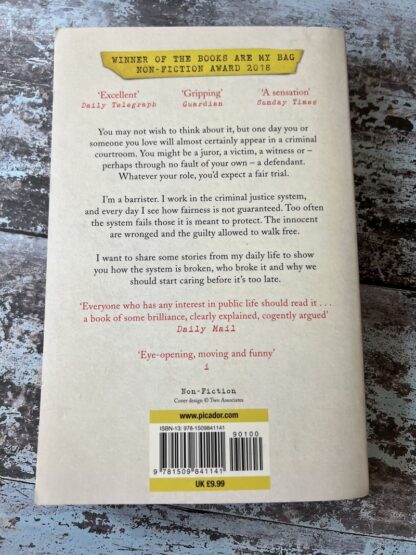 WINNER OF THE BOOKS ARE MY BAG
NON-FICTION AWARD 2018
'Excellent' 'Gripping' 'A sensation'
Daily Telegraph Guardian Sunday Times
You may not wish to think about it, but one day you or
someone you love will almost certainly appear in a criminal
courtroom. You might be a juror, a victim, a witness or –
perhaps through no fault of your own – a defendant.
Whatever your role, you'd expect a fair trial.
I'm a barrister. I work in the criminal justice system,
and every day I see how fairness is not guaranteed. Too often
the system fails those it is meant to protect. The innocent
are wronged and the guilty allowed to walk free.
I want to share some stories from my daily life to show
you how the system is broken, who broke it and why we
should start caring before it's too late.
'Everyone who has any interest in public life should read it . . .
a book of some brilliance, clearly explained, cogently argued'
Daily Mail
'Eye-opening, moving and funny'
i
Non-Fiction
Cover design © Two Associates
www.picador.com
ISBN-13: 978-1509841141
90100
9 781509 841141
UK £9.99